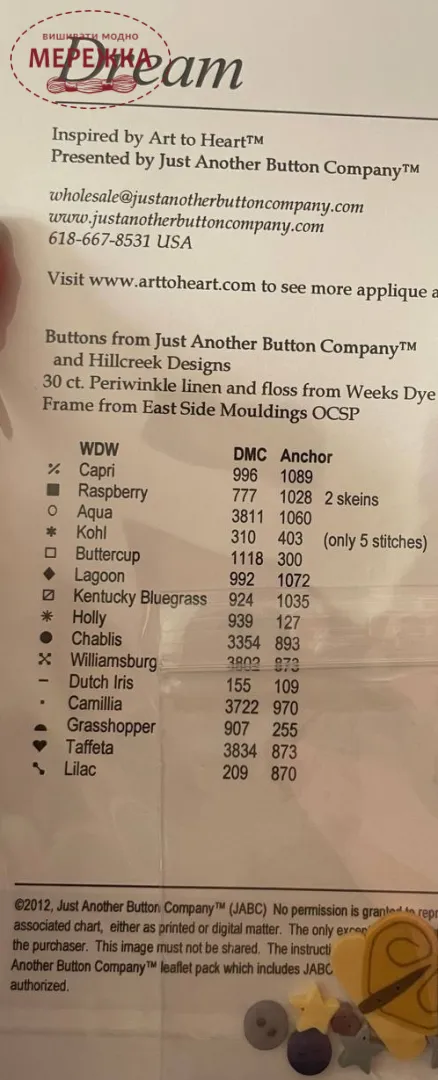 ВИШИВАТИ МОДНО
МЕРЕЖКА
Dream
Inspired by Art to Heart™
Presented by Just Another Button Company™
wholesale@justanotherbuttoncompany.com
www.justanotherbuttoncompany.com
618-667-8531 USA
Visit www.arttoheart.com to see more applique a
Buttons from Just Another Button Company™
and Hillcreek Designs
30 ct. Periwinkle linen and floss from Weeks Dye
Frame from East Side Mouldings OCSP
WDW DMC Anchor
Capri 996 1089
Raspberry 777 1028 2 skeins
Aqua 3811 1060
Kohl 310 403 (only 5 stitches)
Buttercup 1118 300
Lagoon 992 1072
Kentucky Bluegrass 924 1035
Holly 939 127
Chablis 3354 893
Williamsburg 3802 873
Dutch Iris 155 109
Camillia 3722 970
Grasshopper 907 255
Taffeta 3834 873
Lilac 209 870
©2012, Just Another Button Company™ (JABC) No permission is granted to repr
associated chart, either as printed or digital matter. The only excep
the purchaser. This image must not be shared. The instructi
Another Button Company™ leaflet pack which includes JABC
authorized.